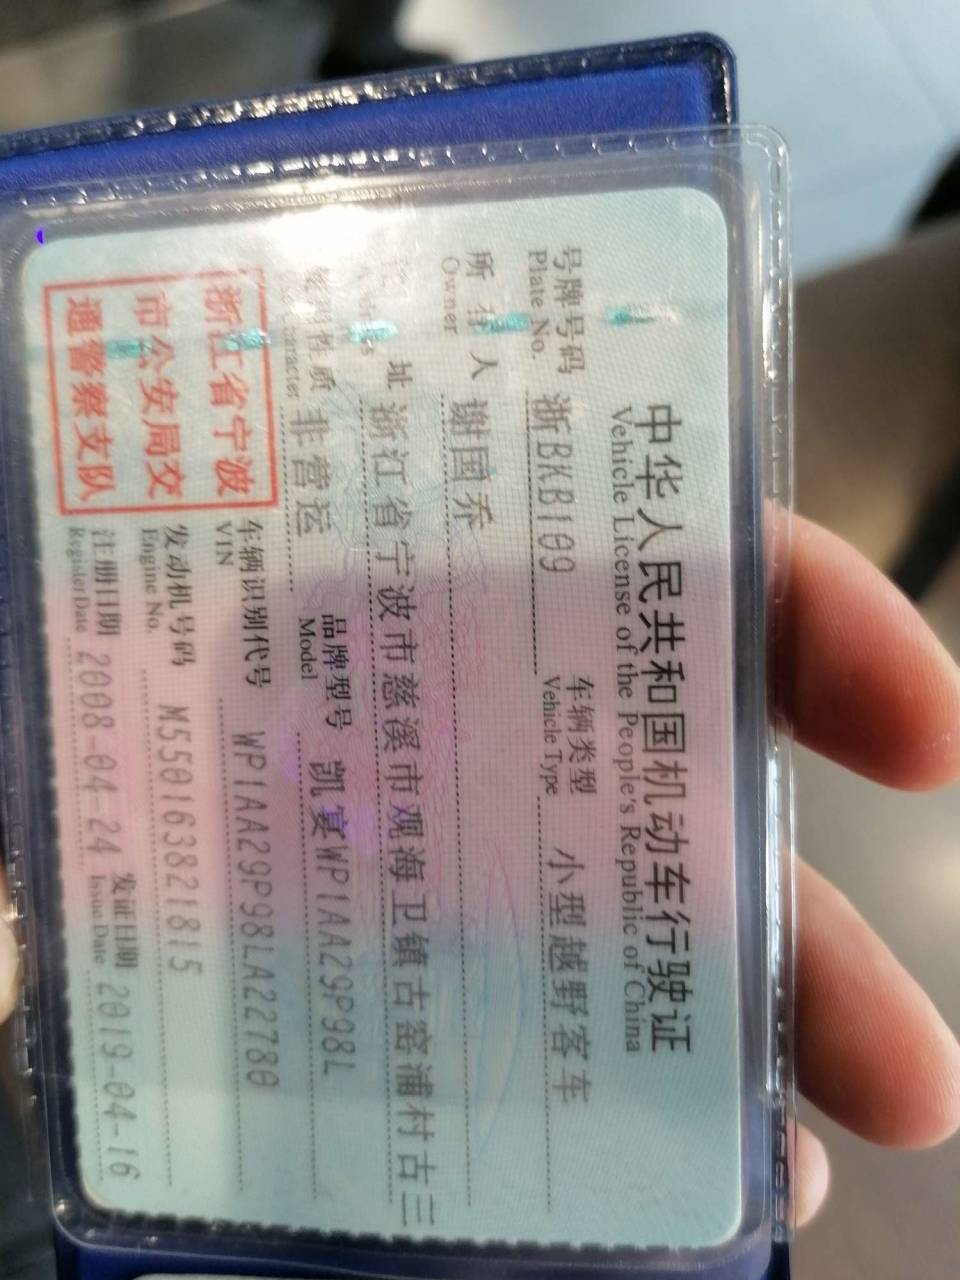 中华人民共和国机动车行驶证
Vehicle License of the People's Republic of China
号牌号码 浙BKB109 车辆类型 小型越野客车
Plate No. Vehicle Type
所有人 谢国乔
Owner
址 浙江省宁波市慈溪市观海卫镇古窑浦村古三
使用性质 非营运 品牌型号 凯宴WP1AA29P98L
Character Model
浙江省宁波
市公安局交
通警察支队
车辆识别代号 WP1AA29P98LA22780
VIN
发动机号码 M550163821815
Engine No.
注册日期 2008-04-24 发证日期 2019-04-16
Register Date Issue Date